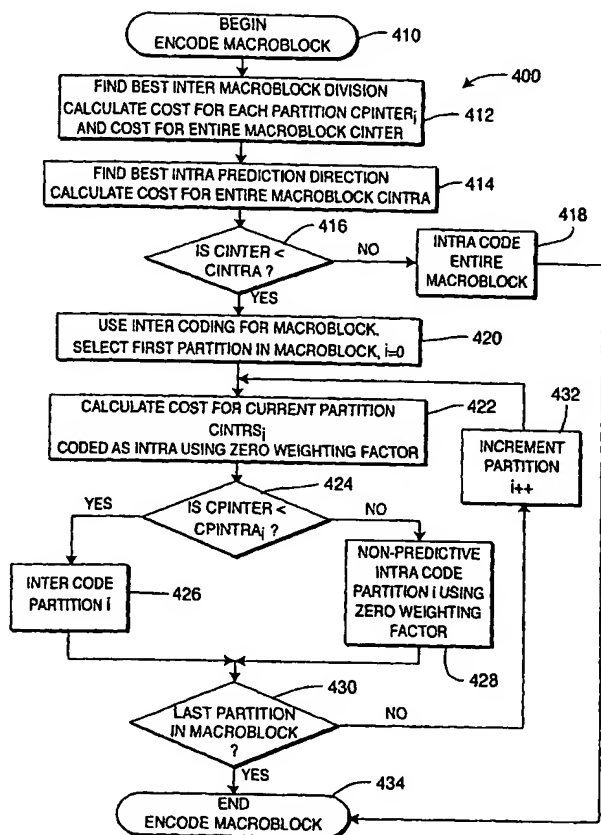 BEGIN
ENCODE MACROBLOCK
410
400
FIND BEST INTER MACROBLOCK DIVISION
CALCULATE COST FOR EACH PARTITION CPINTERi
AND COST FOR ENTIRE MACROBLOCK CINTER
412
FIND BEST INTRA PREDICTION DIRECTION
CALCULATE COST FOR ENTIRE MACROBLOCK CINTRA
414
416
IS CINTER <
CINTRA ?
NO
YES
418
INTRA CODE
ENTIRE
MACROBLOCK
USE INTER CODING FOR MACROBLOCK.
SELECT FIRST PARTITION IN MACROBLOCK, i=0
420
CALCULATE COST FOR CURRENT PARTITION
CINTRSi
CODED AS INTRA USING ZERO WEIGHTING FACTOR
422
432
INCREMENT
PARTITION
i++
424
IS CPINTER <
CPINTRAi ?
YES
NO
INTER CODE
PARTITION i
426
NON-PREDICTIVE
INTRA CODE
PARTITION i USING
ZERO WEIGHTING
FACTOR
428
430
LAST PARTITION
IN MACROBLOCK
?
NO
YES
434
END
ENCODE MACROBLOCK